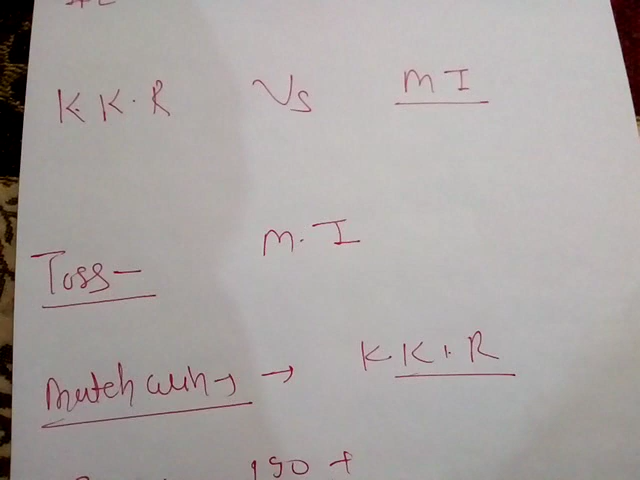 K.K.R Vs MI
M.I
Toss-
Match win → → K.K.R
190 +